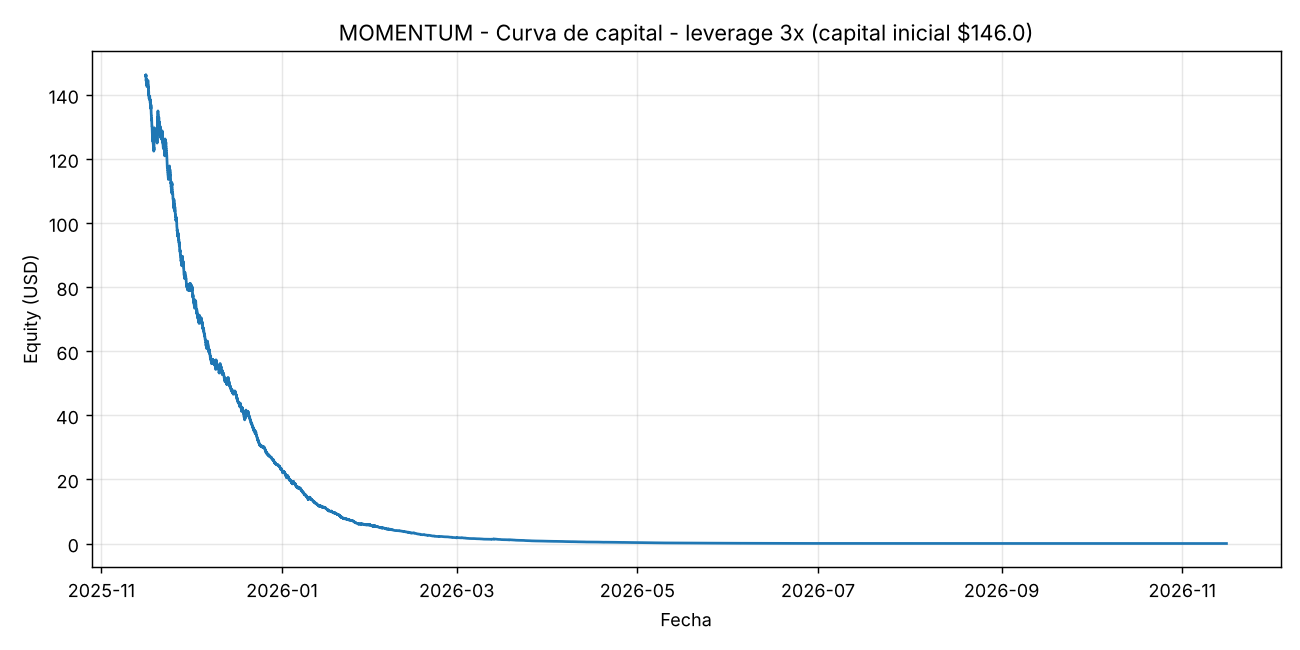 MOMENTUM - Curva de capital - leverage 3x (capital inicial $146.0)
Equity (USD)
140
120
100
80
60
40
20
0
2025-11 2026-01 2026-03 2026-05 2026-07 2026-09 2026-11
Fecha